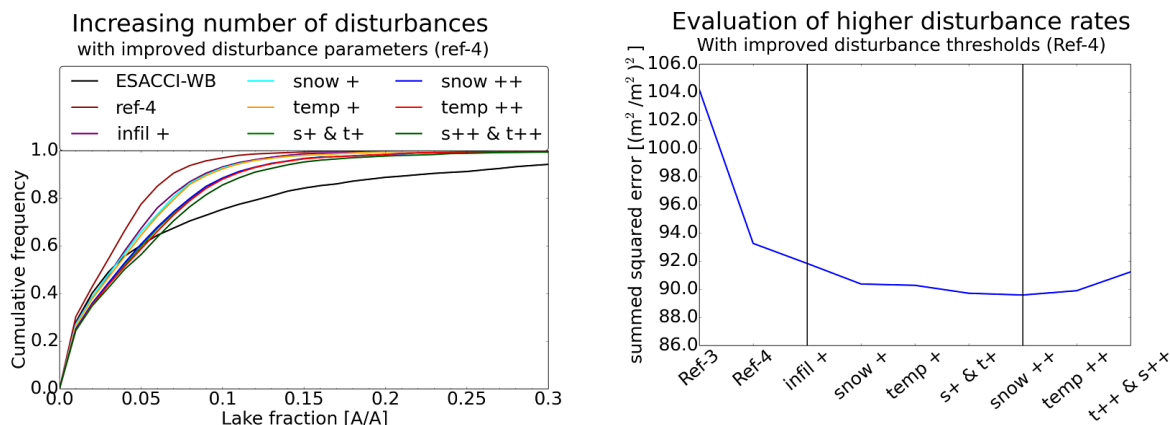 Increasing number of disturbances
with improved disturbance parameters (ref-4)
ESACCI-WB
ref-4
infil +
snow +
temp +
s+ & t+
snow ++
temp ++
s++ & t++
Cumulative frequency
1.0
0.8
0.6
0.4
0.2
0.0
0.0 0.05 0.1 0.15 0.2 0.25 0.3
Lake fraction [A/A]
Evaluation of higher disturbance rates
With improved disturbance thresholds (Ref-4)
summed squared error [(m² /m² )² ]
106.0
104.0
102.0
100.0
98.0
96.0
94.0
92.0
90.0
88.0
86.0
Ref-3
Ref-4
infil +
snow +
temp +
s+ & t+
snow ++
temp ++
t++ & s++